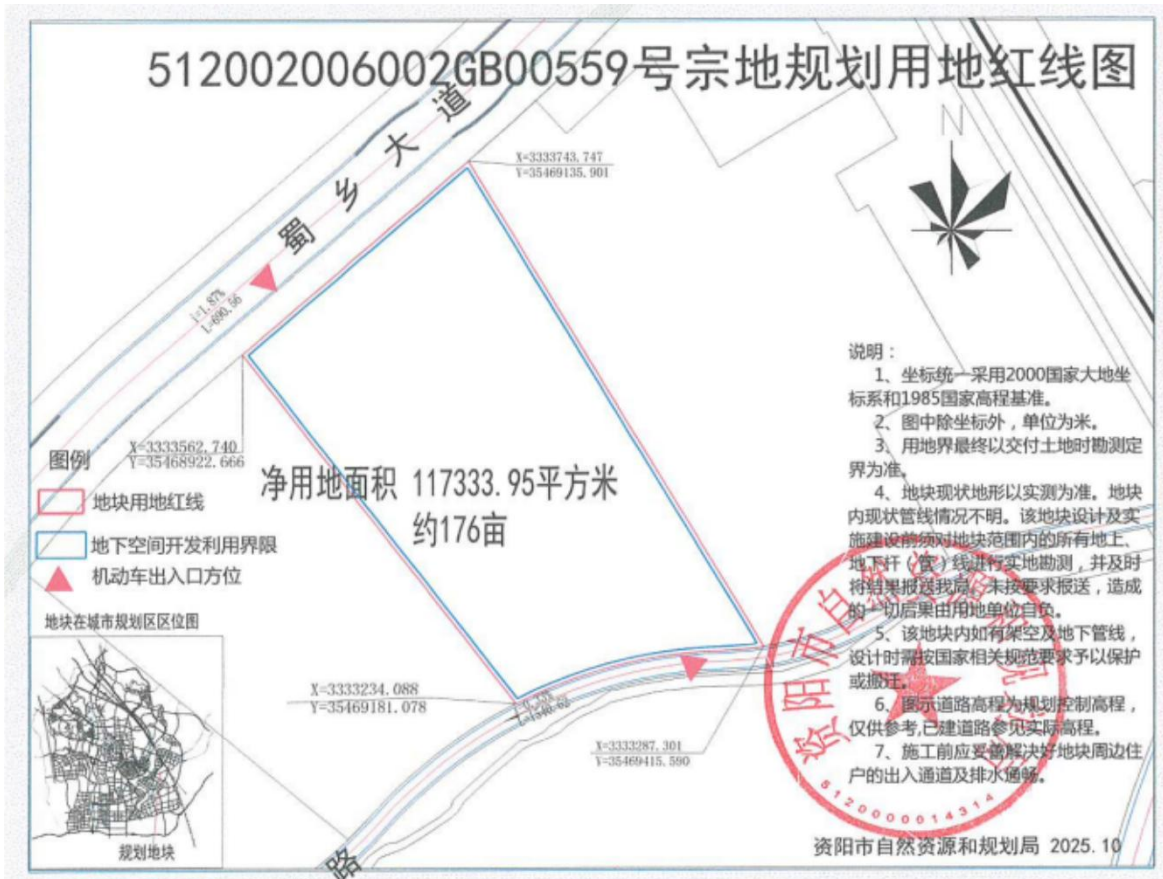 512002006002GB00559号宗地规划用地红线图
蜀乡大道
N
X=3333743.747
Y=35469135.901
i=1.87%
L=690.56
X=3333562.740
Y=35468922.666
净用地面积 117333.95平方米
约176亩
图例
地块用地红线
地下空间开发利用界限
机动车出入口方位
地块在城市规划区区位图
规划地块
X=3333234.088
Y=35469181.078
X=3333287.301
Y=35469415.590
路
说明：
1、坐标统一采用2000国家大地坐
标系和1985国家高程基准。
2、图中除坐标外，单位为米。
3、用地界最终以交付土地时勘测定
界为准。
4、地块现状地形以实测为准。地块
内现状管线情况不明。该地块设计及实
施建设前须对地块范围内的所有地上、
地下杆（管）线进行实地勘测，并及时
将结果报送我局。未按要求报送，造成
的一切后果由用地单位自负。
5、该地块内如有架空及地下管线，
设计时需按国家相关规范要求予以保护
或搬迁。
6、图示道路高程为规划控制高程，
仅供参考,已建道路参见实际高程。
7、施工前应妥善解决好地块周边住
户的出入通道及排水通畅。
资阳市自然资源和规划局
5120000014314
资阳市自然资源和规划局 2025.10